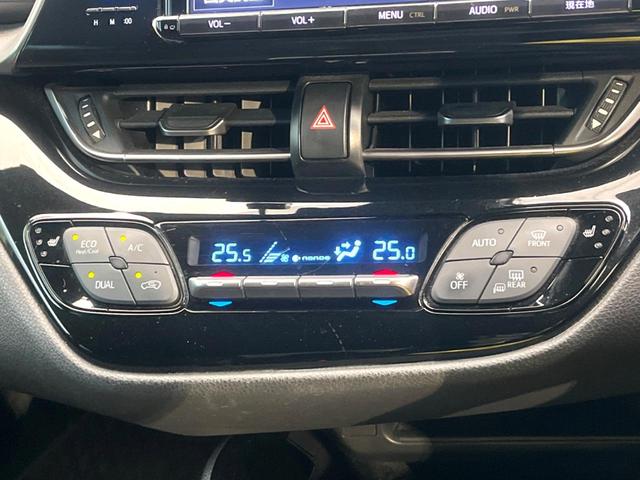 H M :00
VOL− VOL+ MENU CTRL AUDIO PWR 現在地
25.5 nanoe 25.0
ECO
Heat/Cool
A/C
DUAL
AUTO FRONT
OFF REAR